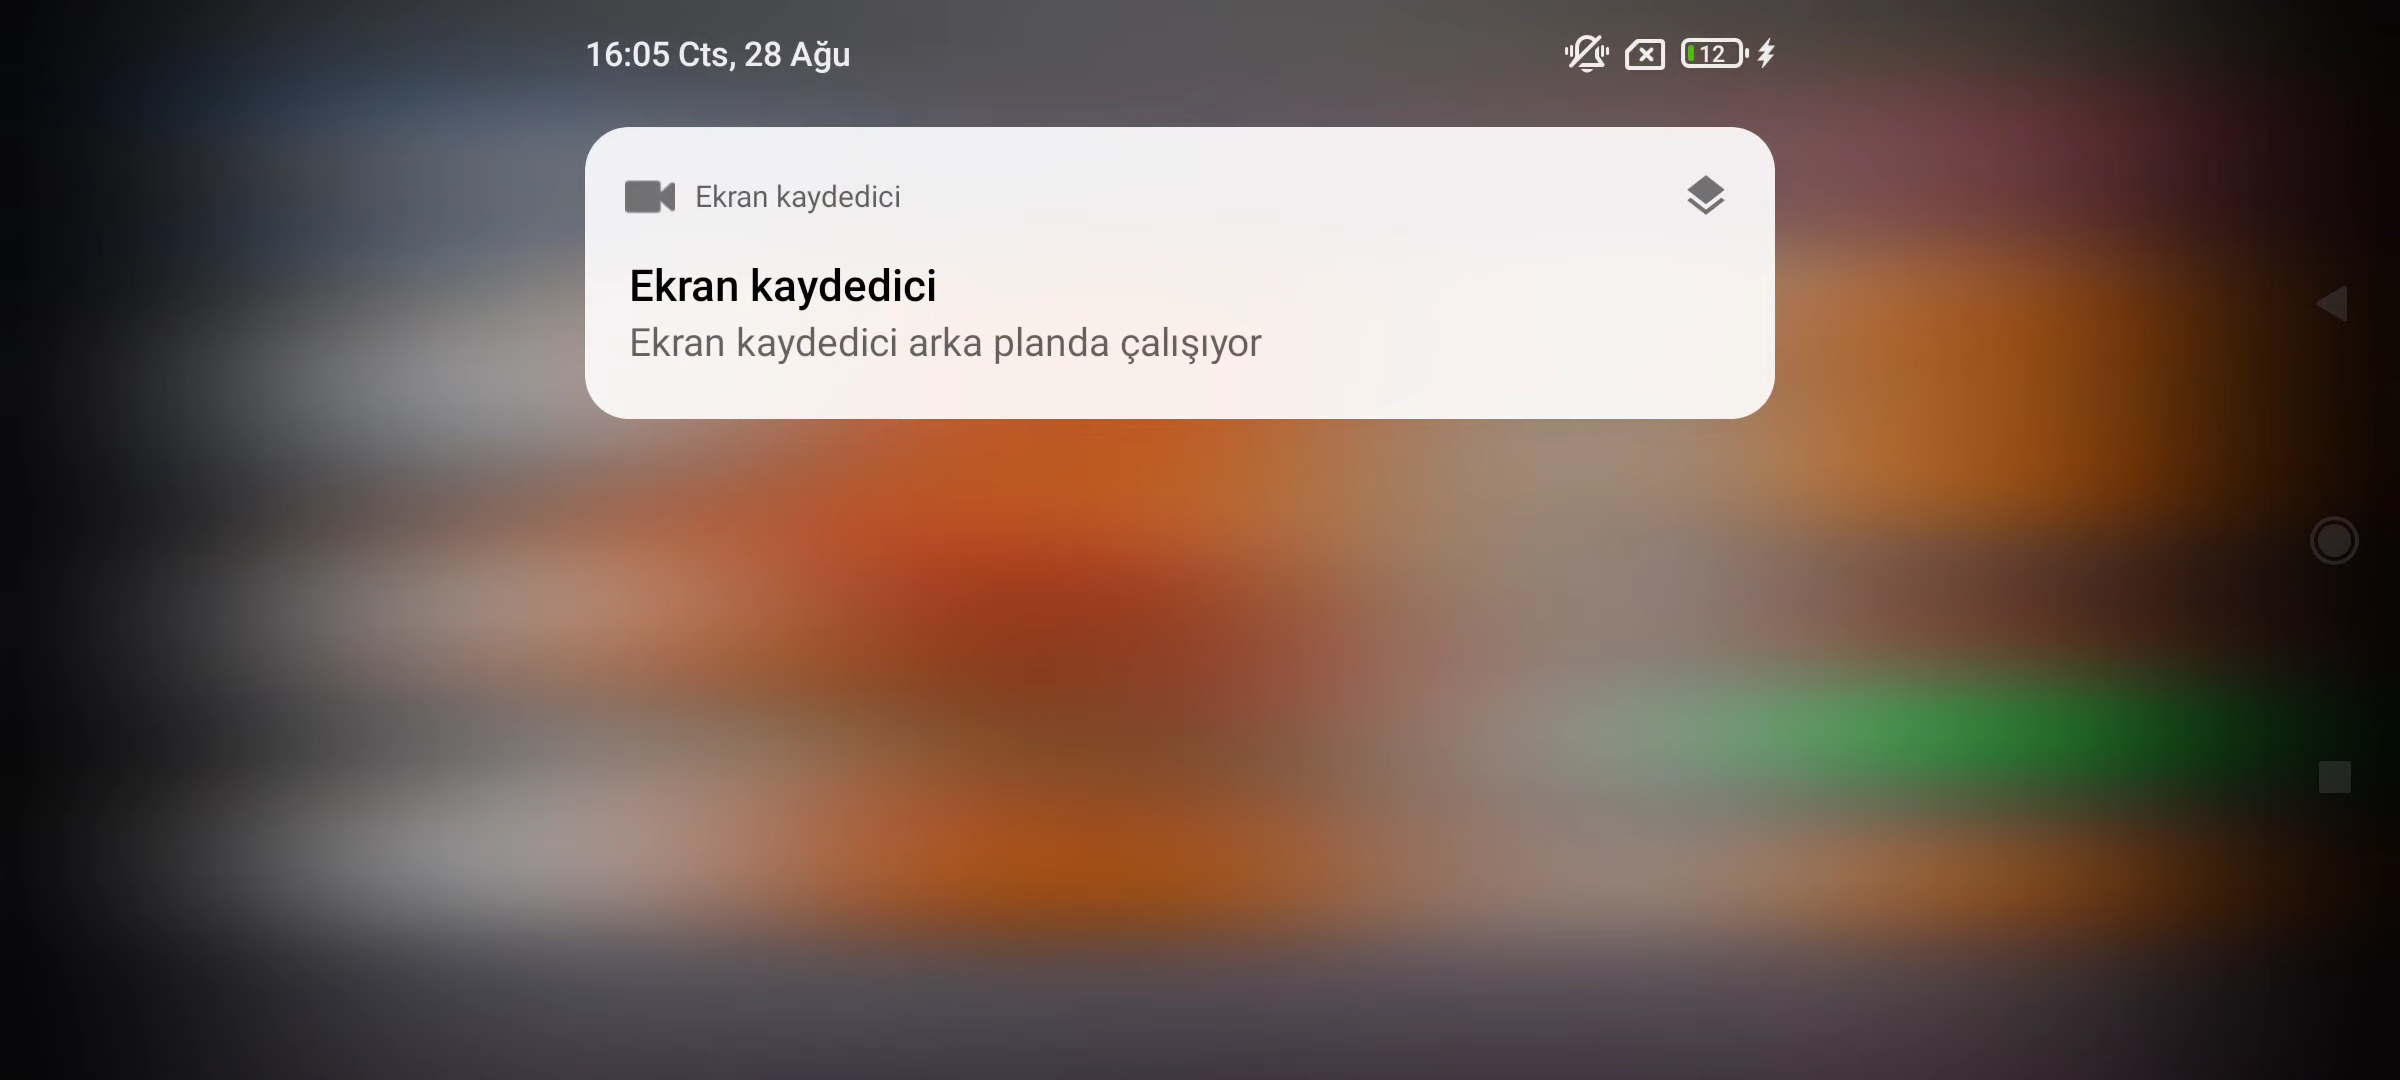 16:05 Cts, 28 Ağu
12
Ekran kaydedici
Ekran kaydedici
Ekran kaydedici arka planda çalışıyor